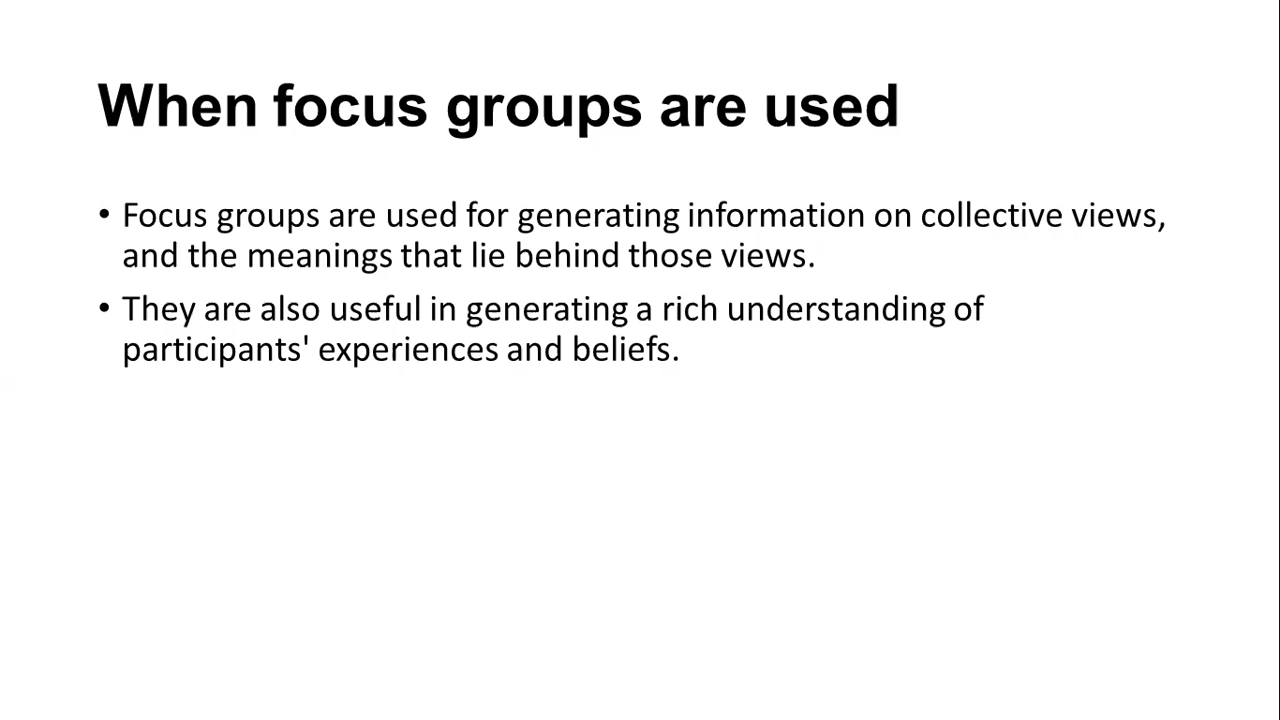 When focus groups are used
• Focus groups are used for generating information on collective views,
and the meanings that lie behind those views.
• They are also useful in generating a rich understanding of
participants' experiences and beliefs.